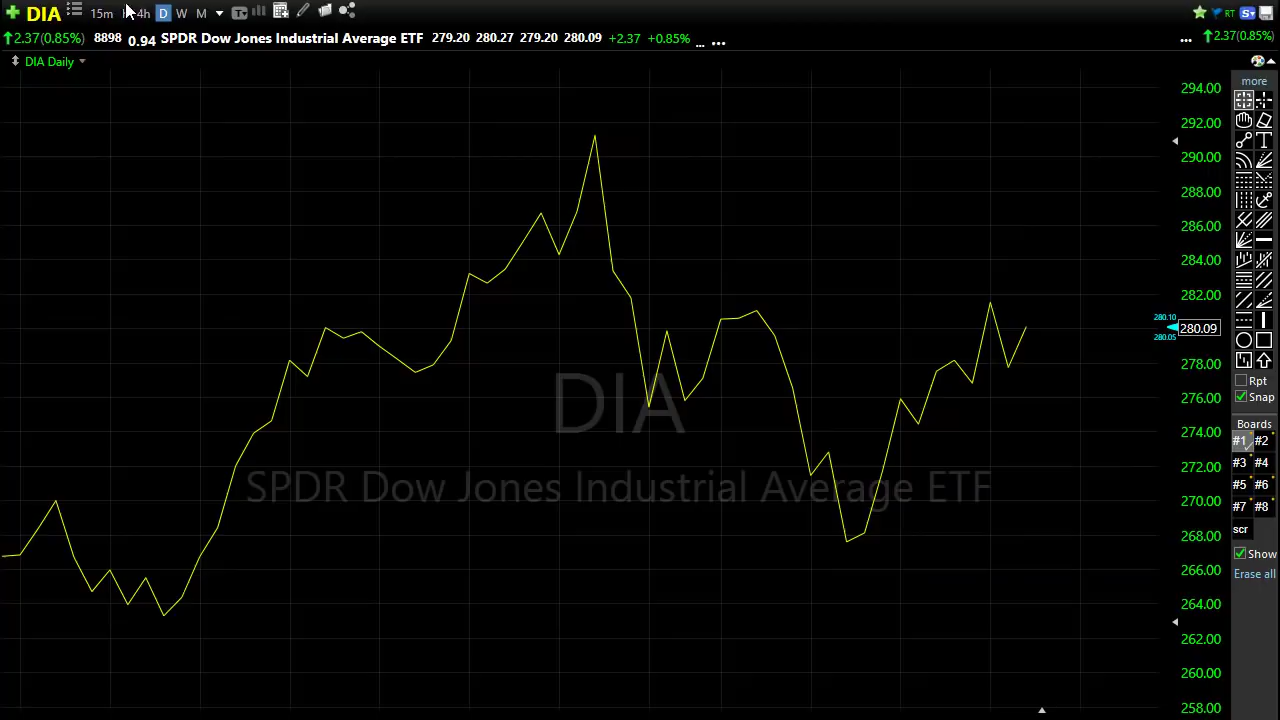 DIA 15m 4h D W M RT S
2.37(0.85%) 8898 0.94 SPDR Dow Jones Industrial Average ETF 279.20 280.27 279.20 280.09 +2.37 +0.85% ... ... ... 2.37(0.85%)
DIA Daily
more
294.00
292.00
290.00
288.00
286.00
284.00
282.00
280.10
280.09
280.05
278.00
276.00
274.00
272.00
270.00
268.00
266.00
264.00
262.00
260.00
258.00
DIA
SPDR Dow Jones Industrial Average ETF
Rpt
Snap
Boards
#1 #2
#3 #4
#5 #6
#7 #8
scr
Show
Erase all